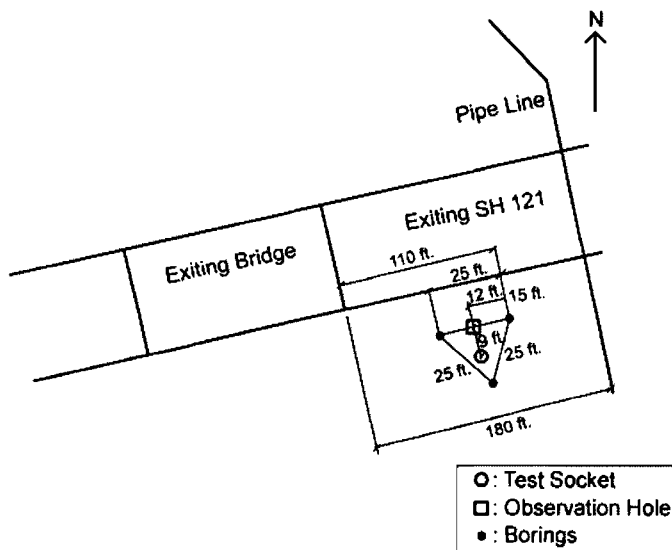 N
Pipe Line
Exiting SH 121
Exiting Bridge
110 ft.
25 ft.
12 ft.
15 ft.
9 ft.
25 ft.
25 ft.
180 ft.
: Test Socket
: Observation Hole
: Borings